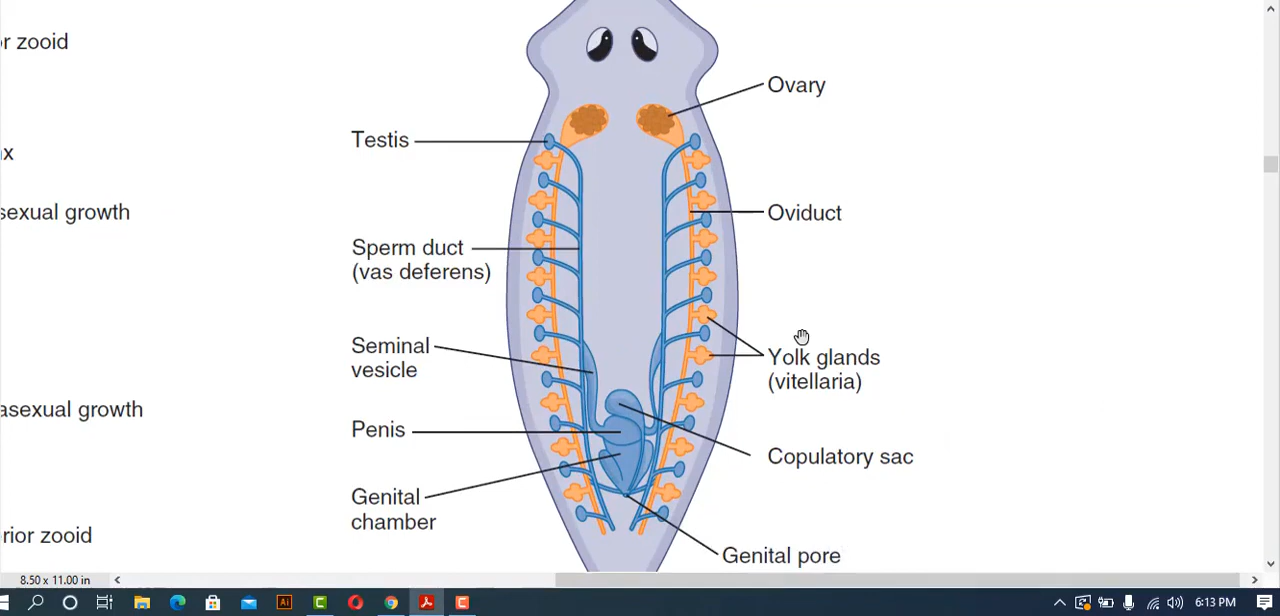 r zooid
x
sexual growth
asexual growth
rior zooid
Ovary
Testis
Oviduct
Sperm duct
(vas deferens)
Seminal
vesicle
Yolk glands
(vitellaria)
Penis
Copulatory sac
Genital
chamber
Genital pore
8.50 x 11.00 in
Ai
6:13 PM